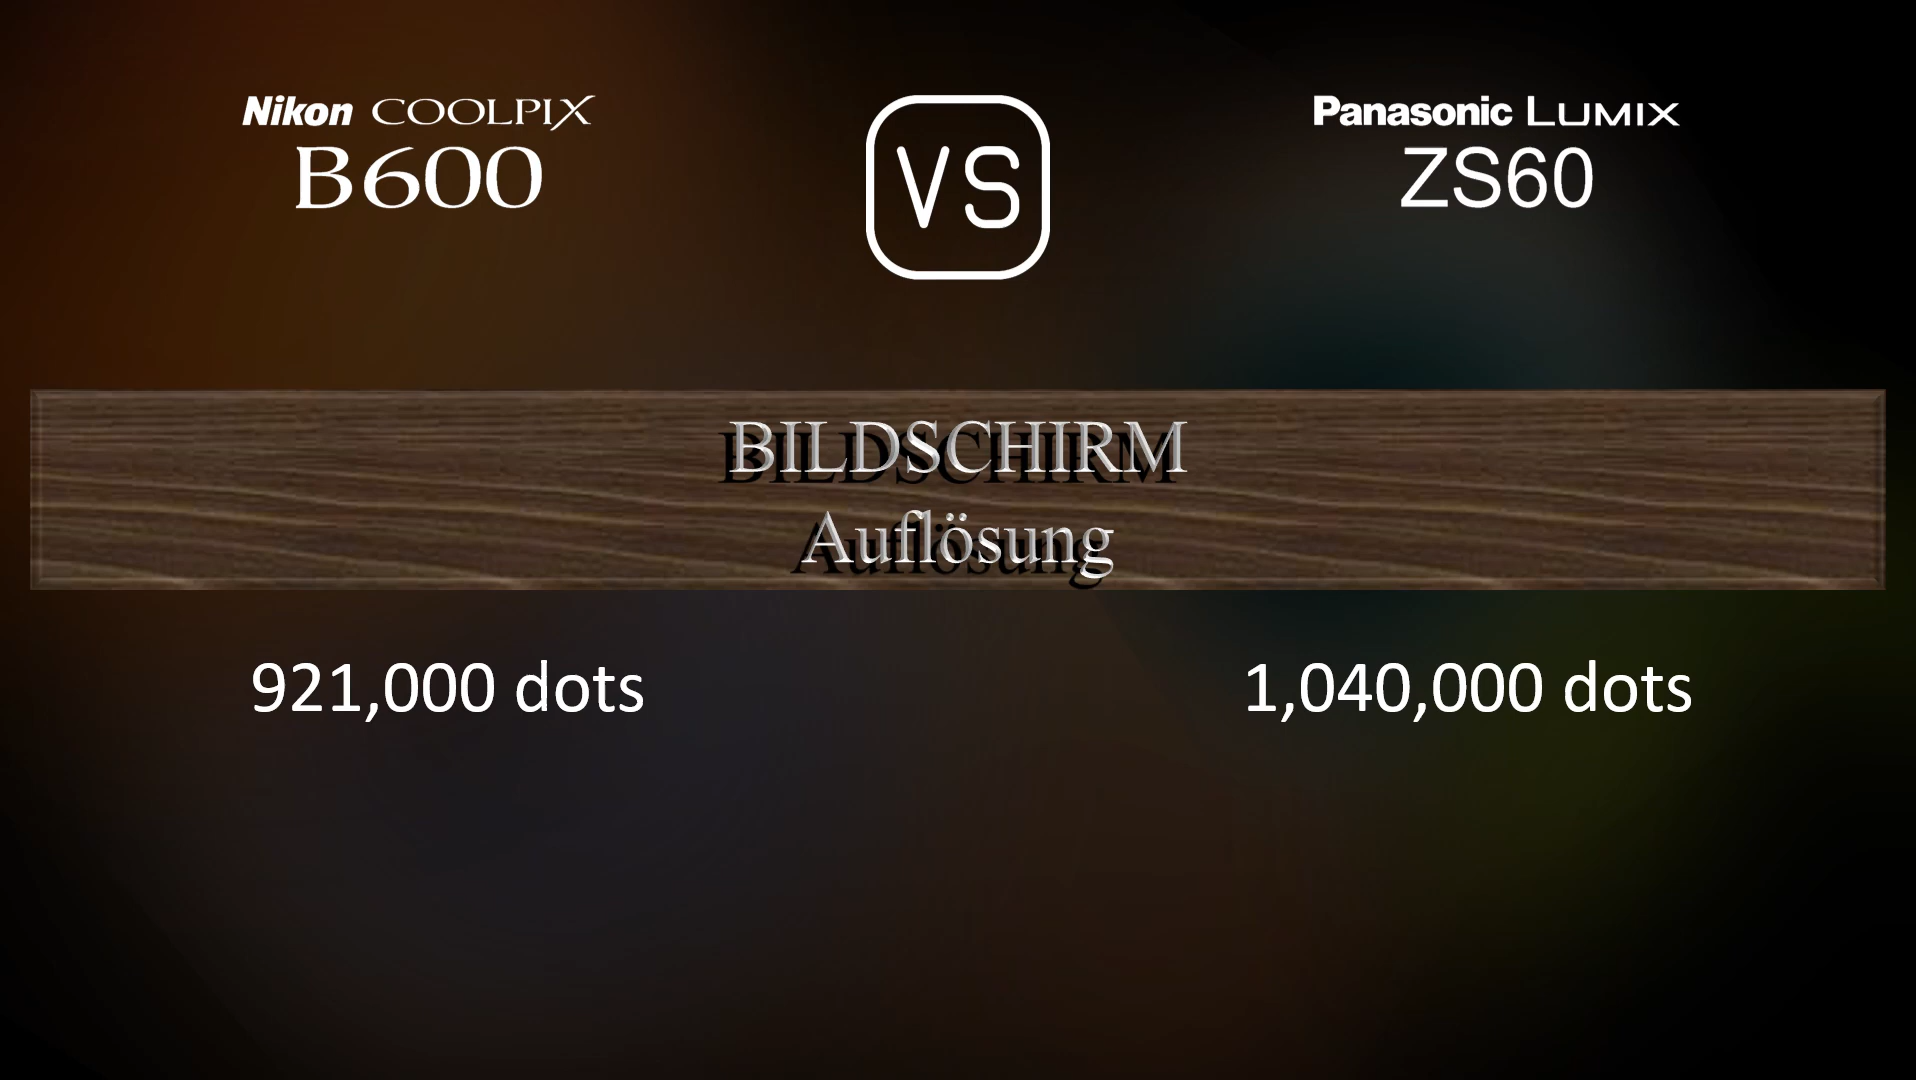 Nikon COOLPIX
B600
VS
Panasonic LUMIX
ZS60
BILDSCHIRM
Auflösung
921,000 dots
1,040,000 dots